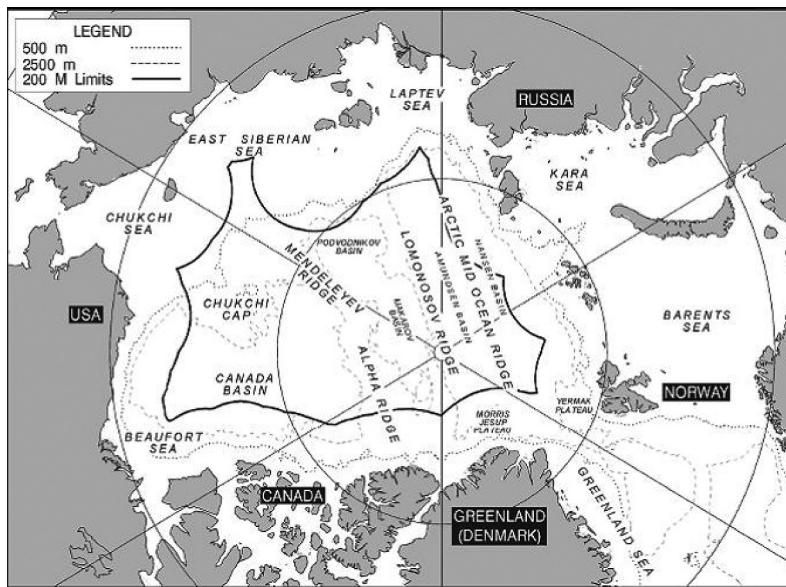 LEGEND
500 m
2500 m
200 M Limits
LAPTEV
SEA
RUSSIA
EAST SIBERIAN
SEA
KARA
SEA
CHUKCHI
SEA
PODVODNIKOV
BASIN
MENDELEYEV
RIDGE
ARCTIC MID OCEAN RIDGE
NANSEN BASIN
AMUNDSEN BASIN
LOMONOSOV RIDGE
MAKAROV
BASIN
CHUKCHI
CAP
USA
BARENTS
SEA
ALPHA RIDGE
CANADA
BASIN
NORWAY
YERMAK
PLATEAU
MORRIS
JESUP
PLATEAU
BEAUFORT
SEA
CANADA
GREENLAND
(DENMARK)
GREENLAND SEA